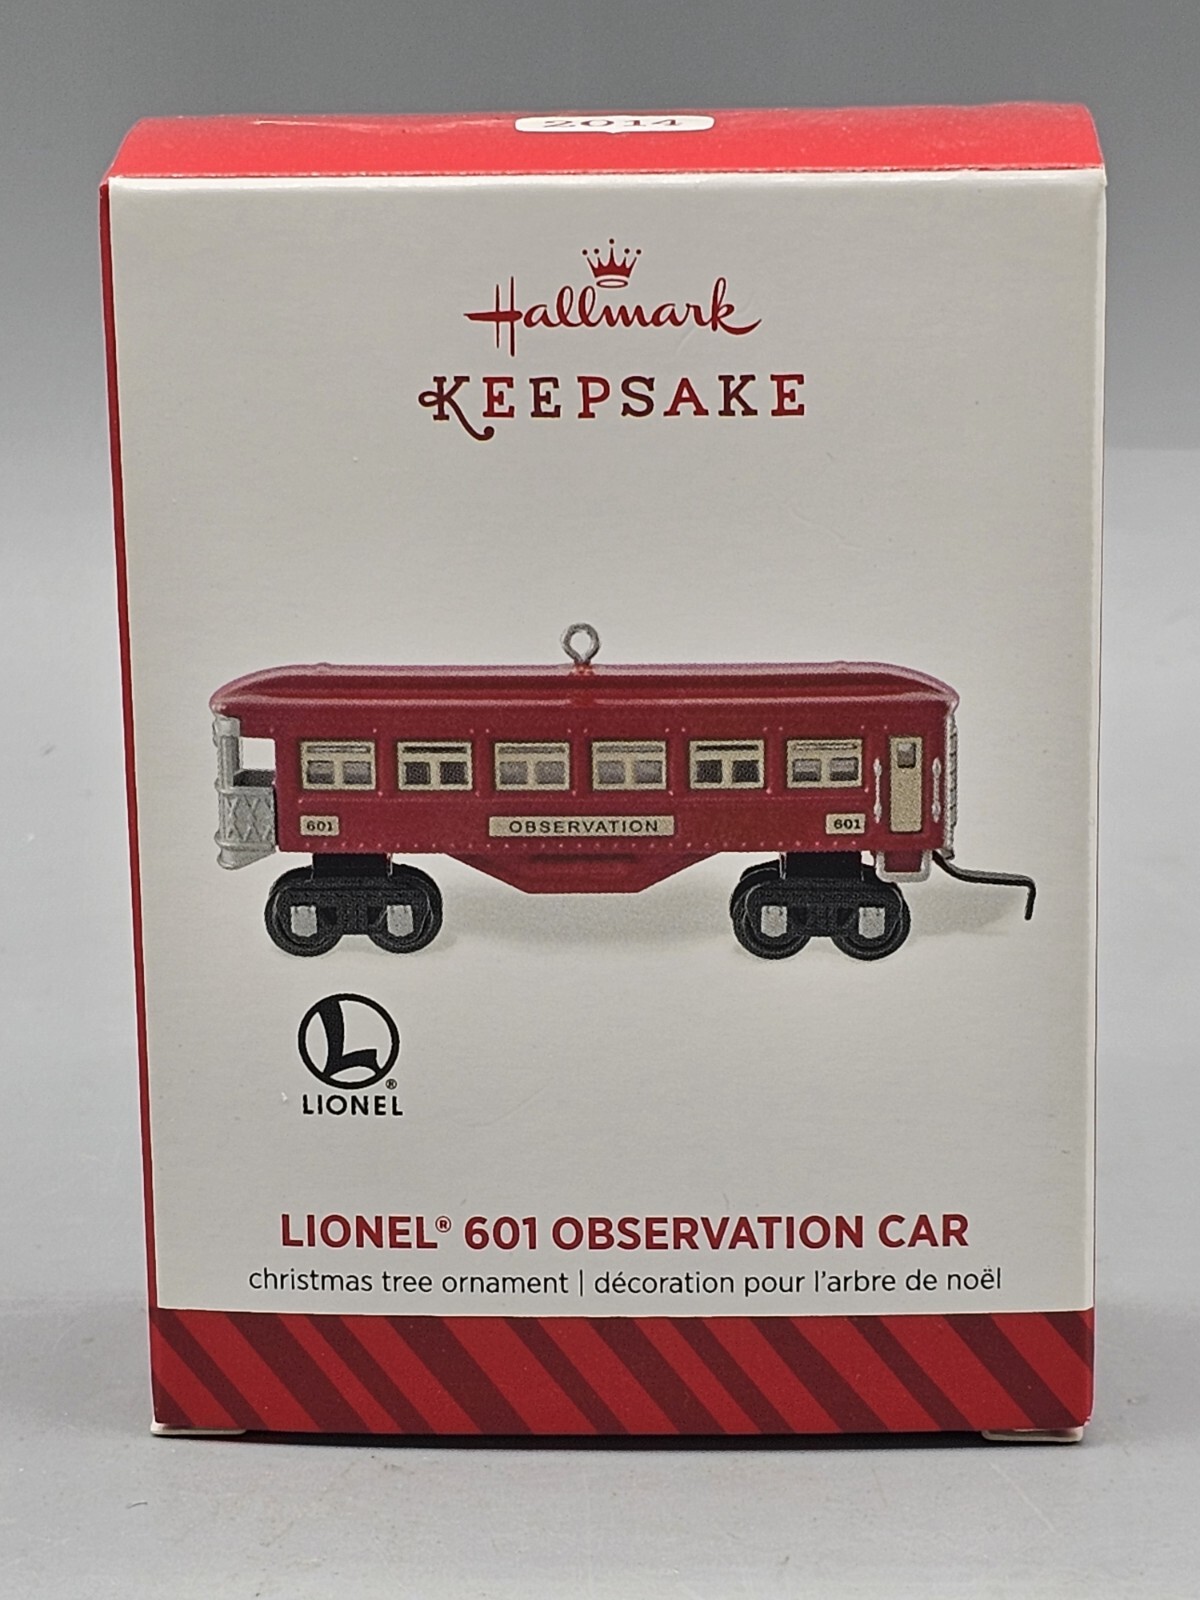 2014
Hallmark
KEEPSAKE
601 OBSERVATION 601
L®
LIONEL
LIONEL® 601 OBSERVATION CAR
christmas tree ornament | décoration pour l'arbre de noël